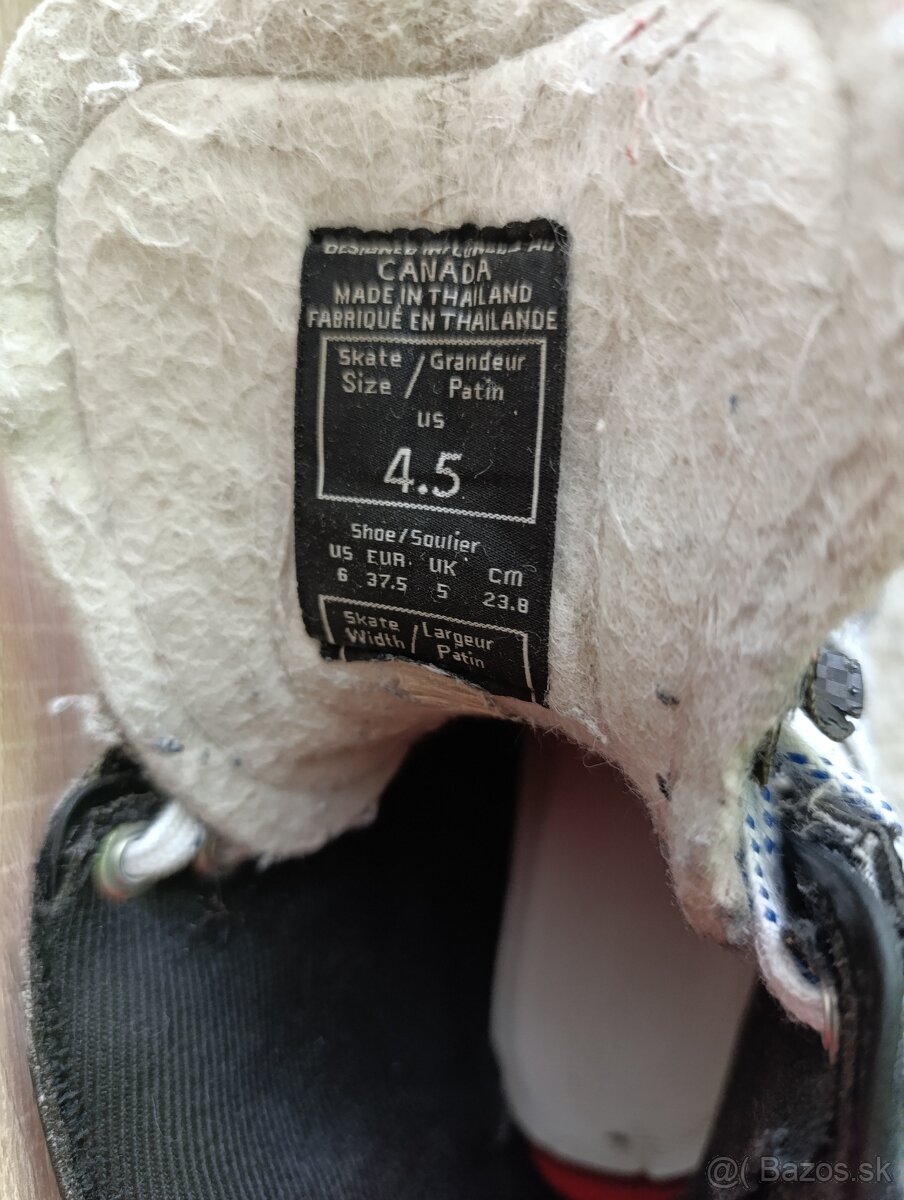 CANADA
MADE IN THAILAND
FABRIQUÉ EN THAILANDE
Skate / Grandeur
Size / Patin
US
4.5
Shoe/Soulier
US EUR. UK cm
6 37.5 5 23.8
Skate / Largeur
Width / Patin
@( Bazos.sk